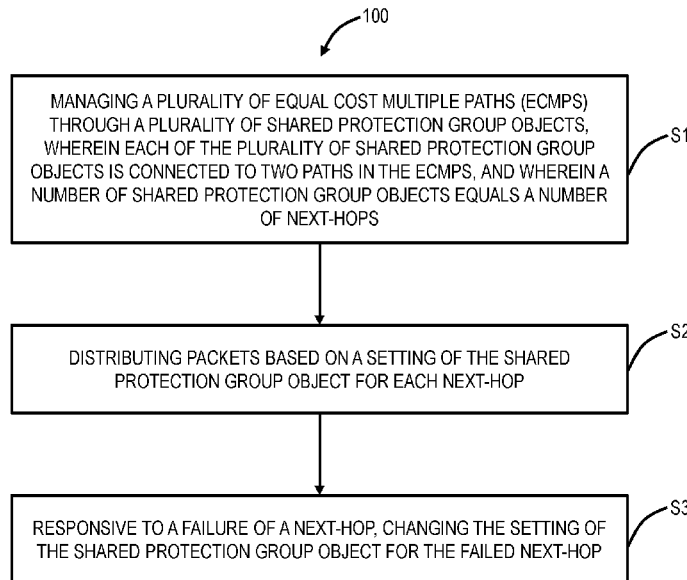 100
MANAGING A PLURALITY OF EQUAL COST MULTIPLE PATHS (ECMPS)
THROUGH A PLURALITY OF SHARED PROTECTION GROUP OBJECTS,
WHEREIN EACH OF THE PLURALITY OF SHARED PROTECTION GROUP
OBJECTS IS CONNECTED TO TWO PATHS IN THE ECMPS, AND WHEREIN A
NUMBER OF SHARED PROTECTION GROUP OBJECTS EQUALS A NUMBER
OF NEXT-HOPS
S1
DISTRIBUTING PACKETS BASED ON A SETTING OF THE SHARED
PROTECTION GROUP OBJECT FOR EACH NEXT-HOP
S2
RESPONSIVE TO A FAILURE OF A NEXT-HOP, CHANGING THE SETTING OF
THE SHARED PROTECTION GROUP OBJECT FOR THE FAILED NEXT-HOP
S3